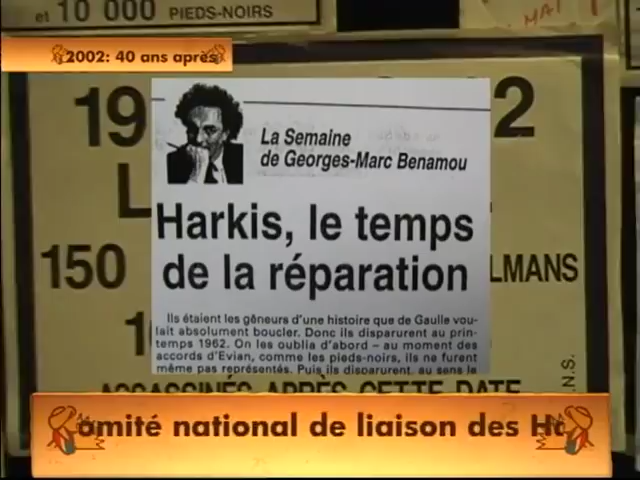 et 10 000 PIEDS-NOIRS
MAI
2002: 40 ans après
19 2
La Semaine
de Georges-Marc Benamou
L
Harkis, le temps
de la réparation
150 LMANS
1
Ils étaient les gêneurs d'une histoire que de Gaulle vou-
lait absolument boucler. Donc ils disparurent au prin-
temps 1962. On les oublia d'abord – au moment des
accords d'Evian, comme les pieds-noirs, ils ne furent
même pas représentés. Puis ils disparurent, au sens le
ASSASSINÉS APRÈS CETTE DATE
.N.S.
omité national de liaison des Ha